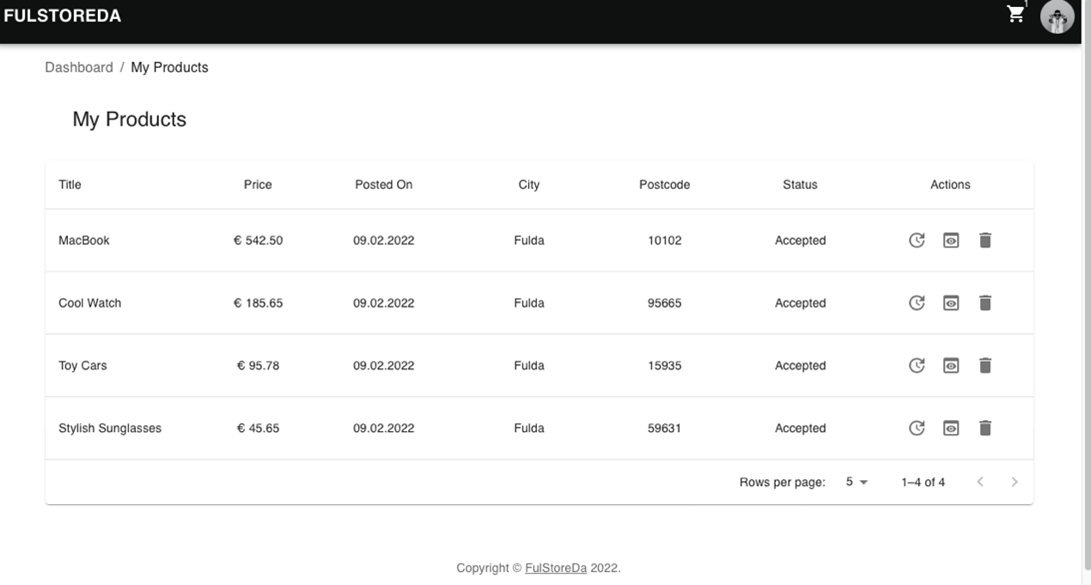 FULSTOREDA 1
Dashboard / My Products
My Products
Title Price Posted On City Postcode Status Actions
MacBook € 542.50 09.02.2022 Fulda 10102 Accepted
Cool Watch € 185.65 09.02.2022 Fulda 95665 Accepted
Toy Cars € 95.78 09.02.2022 Fulda 15935 Accepted
Stylish Sunglasses € 45.65 09.02.2022 Fulda 59631 Accepted
Rows per page: 5 1–4 of 4
Copyright © FulStoreDa 2022.